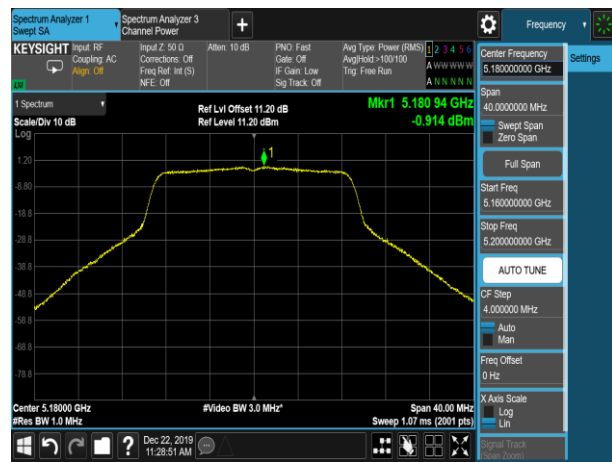 Spectrum Analyzer 1
Swept SA
Spectrum Analyzer 3
Channel Power
+
Frequency
KEYSIGHT
Input: RF
Coupling: AC
Align: Off
Input Z: 50 Ω
Corrections: Off
Freq Ref: Int (S)
NFE: Off
Atten: 10 dB
PNO: Fast
Gate: Off
IF Gain: Low
Sig Track: Off
Avg Type: Power (RMS)
Avg|Hold:>100/100
Trig: Free Run
1 2 3 4 5 6
A W W W W W
A N N N N N
LXI
1 Spectrum
Scale/Div 10 dB
Ref Lvl Offset 11.20 dB
Ref Level 11.20 dBm
Mkr1 5.180 94 GHz
-0.914 dBm
Log
1
1.20
-8.80
-18.8
-28.8
-38.8
-48.8
-58.8
-68.8
-78.8
Center 5.18000 GHz
#Res BW 1.0 MHz
#Video BW 3.0 MHz*
Span 40.00 MHz
Sweep 1.07 ms (2001 pts)
?
Dec 22, 2019
11:28:51 AM
Center Frequency
5.180000000 GHz
Span
40.0000000 MHz
Swept Span
Zero Span
Full Span
Start Freq
5.160000000 GHz
Stop Freq
5.200000000 GHz
AUTO TUNE
CF Step
4.000000 MHz
Auto
Man
Freq Offset
0 Hz
X Axis Scale
Log
Lin
Signal Track
(Span Zoom)
Settings